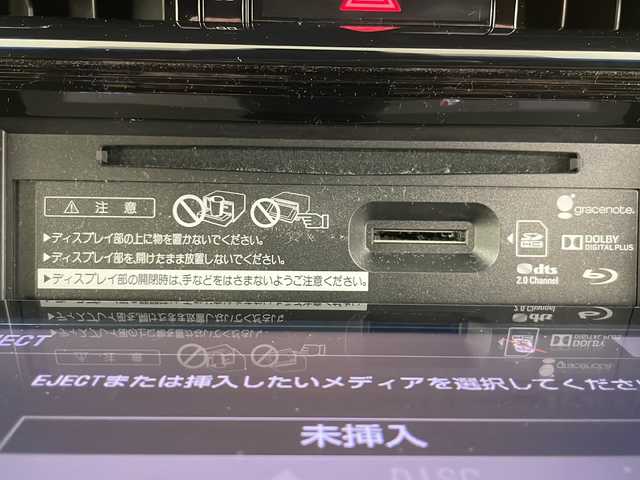 ⚠ 注 意
▶ディスプレイ部の上に物を置かないでください。
▶ディスプレイ部を、開けたまま放置しないでください。
▶ディスプレイ部の開閉時は、手などをはさまないようご注意ください。
gracenote.
SD
HC
DOLBY
DIGITAL PLUS
dts
2.0 Channel
EJECT
EJECTまたは挿入したいメディアを選択してくださ
未挿入